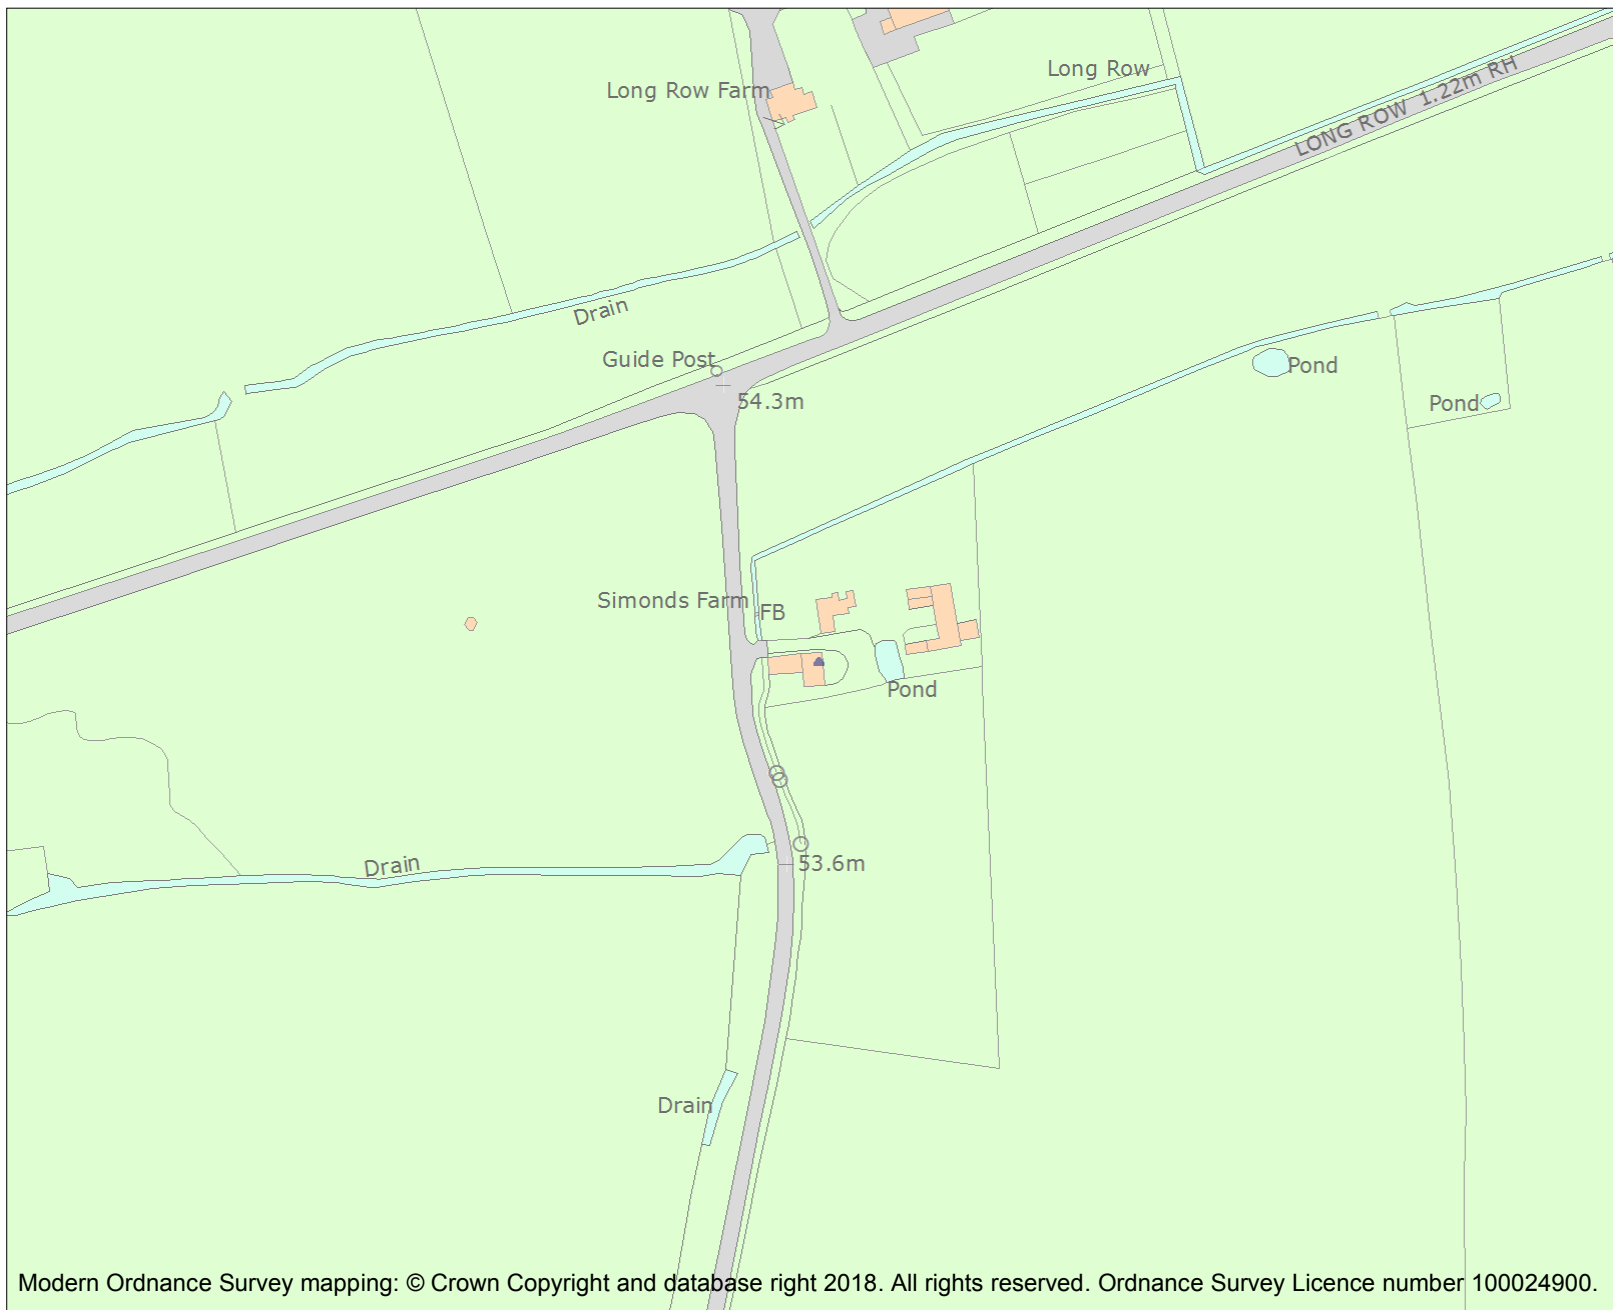 Long Row
Long Row Farm
LONG ROW 1.22m RH
Drain
Guide Post
Pond
54.3m
Pond
Simonds Farm
FB
Pond
Drain
53.6m
Drain
Modern Ordnance Survey mapping: © Crown Copyright and database right 2018. All rights reserved. Ordnance Survey Licence number 100024900.